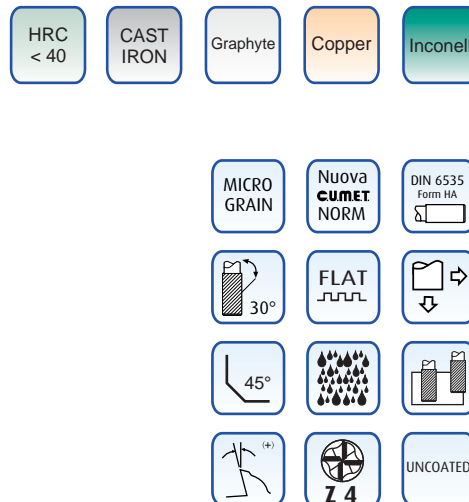 HRC
< 40
CAST
IRON
Graphyte
Copper
Inconell
MICRO
GRAIN
Nuova
C.U.M.E.T.
NORM
DIN 6535
Form HA
30°
FLAT
45°
(+)
Z 4
UNCOATED